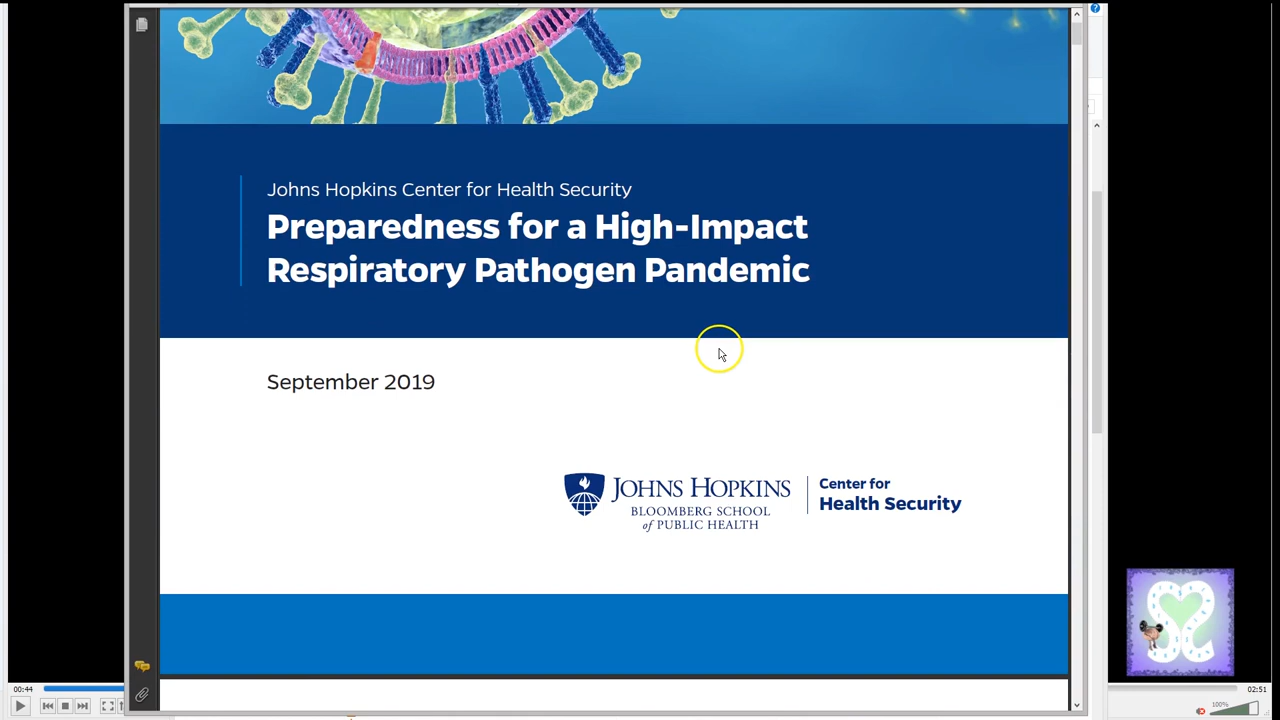 Johns Hopkins Center for Health Security
Preparedness for a High-Impact
Respiratory Pathogen Pandemic
September 2019
JOHNS HOPKINS
BLOOMBERG SCHOOL
of PUBLIC HEALTH
Center for
Health Security
00:44
02:51
100%